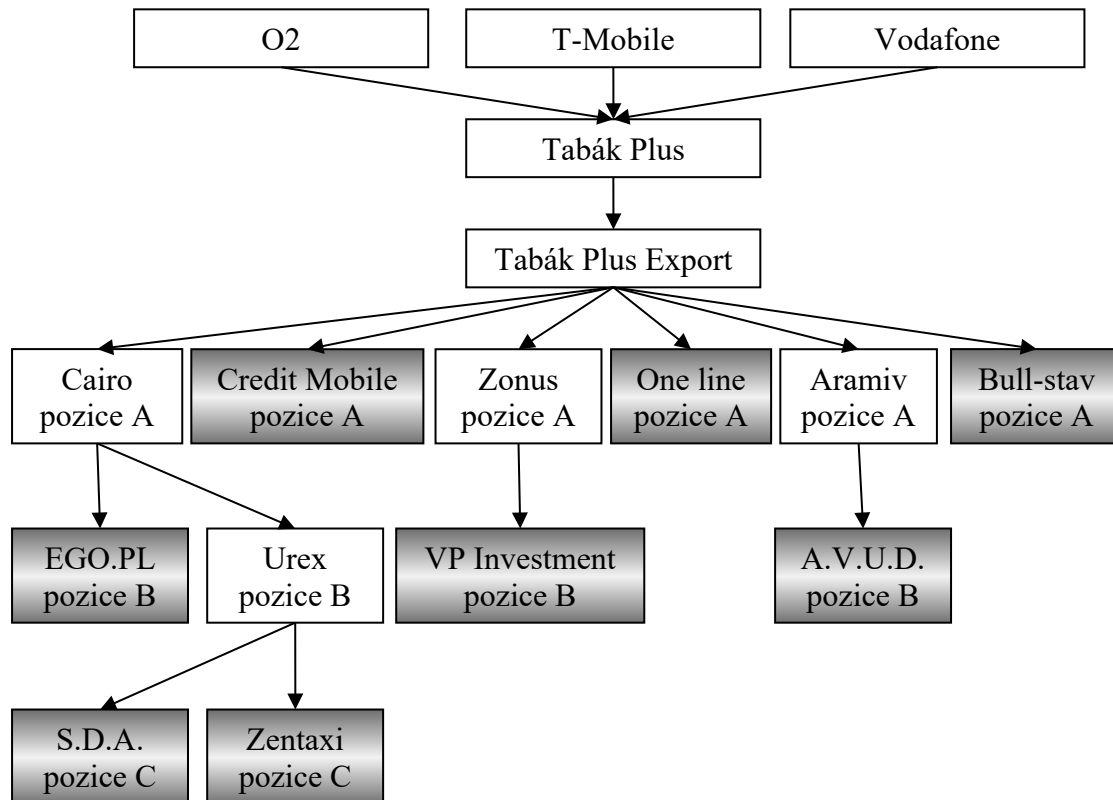 O2
T-Mobile
Vodafone
Tabák Plus
Tabák Plus Export
Cairo
pozice A
Credit Mobile
pozice A
Zonus
pozice A
One line
pozice A
Aramiv
pozice A
Bull-stav
pozice A
EGO.PL
pozice B
Urex
pozice B
VP Investment
pozice B
A.V.U.D.
pozice B
S.D.A.
pozice C
Zentaxi
pozice C